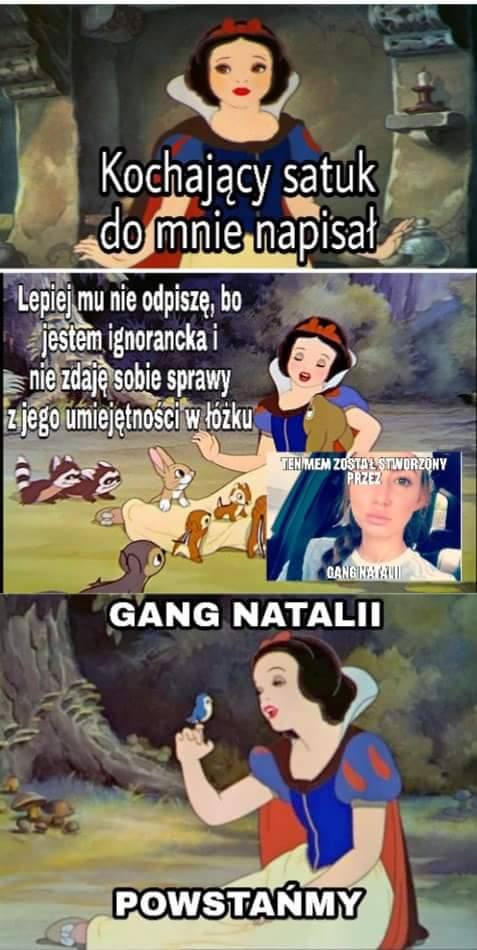 Kochający satuk
do mnie napisał
Lepiej mu nie odpiszę, bo
jestem ignorancka i
nie zdaję sobie sprawy
z jego umiejętności w łóżku
TEN MEM ZOSTAŁ STWORZONY
PRZEZ
GANG NATALII
GANG NATALII
POWSTAŃMY